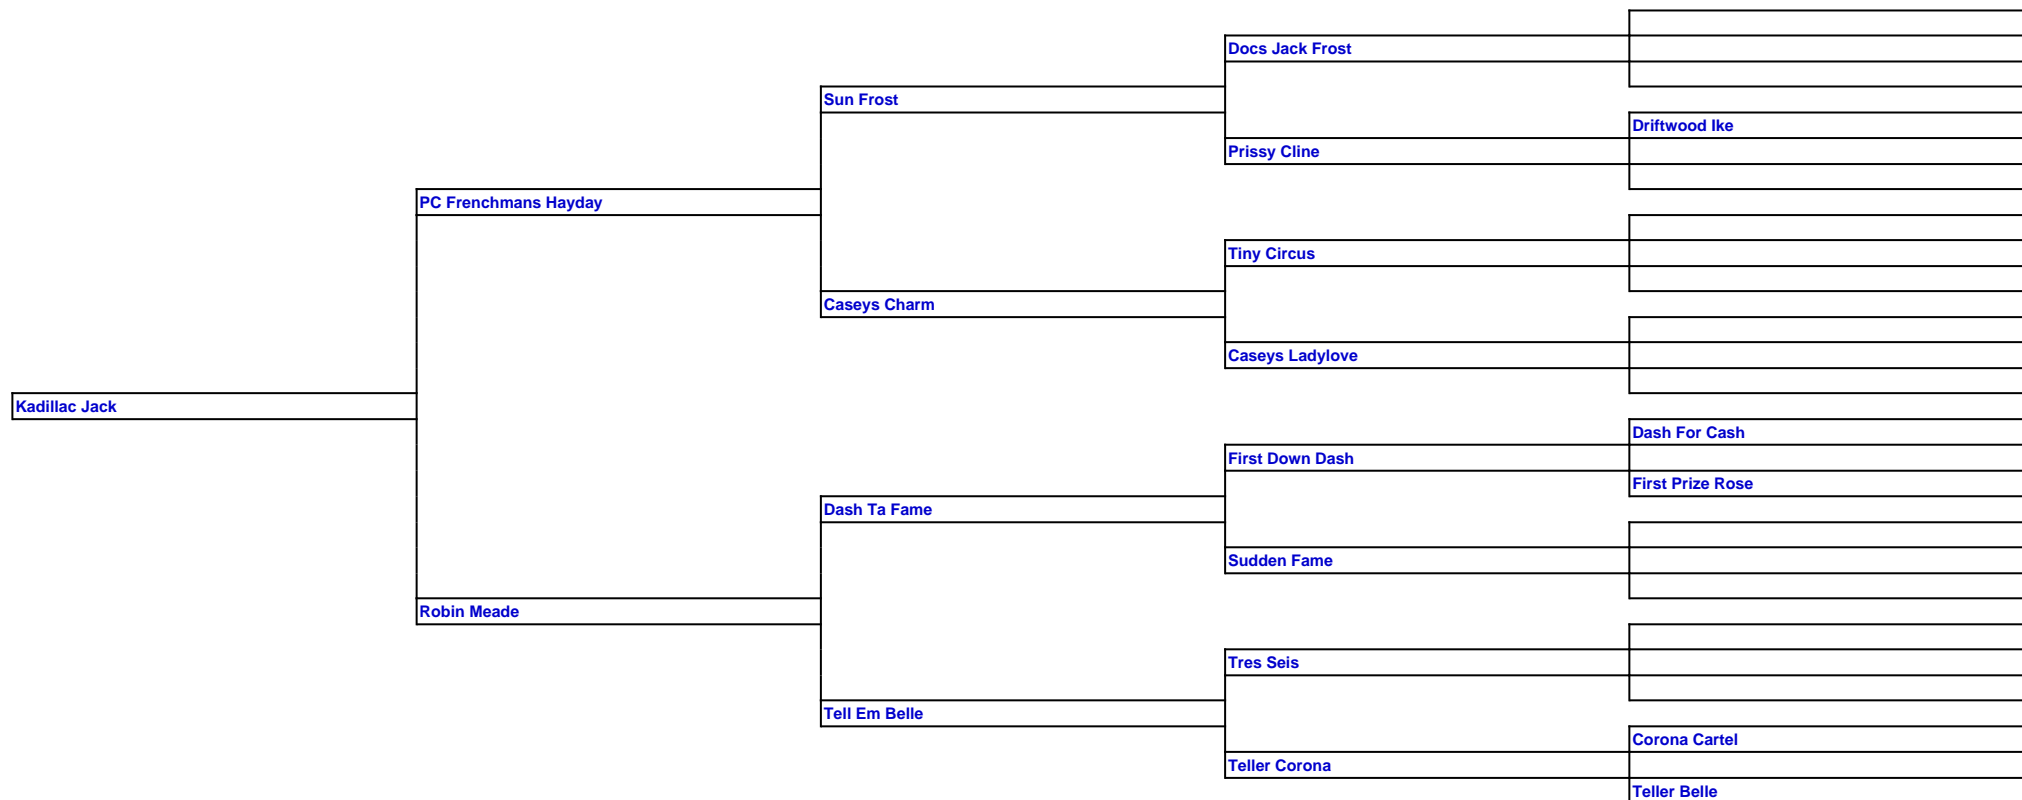 Docs Jack Frost
Sun Frost
Driftwood Ike
Prissy Cline
PC Frenchmans Hayday
Tiny Circus
Caseys Charm
Caseys Ladylove
Kadillac Jack
Dash For Cash
First Down Dash
First Prize Rose
Dash Ta Fame
Sudden Fame
Robin Meade
Tres Seis
Tell Em Belle
Corona Cartel
Teller Corona
Teller Belle